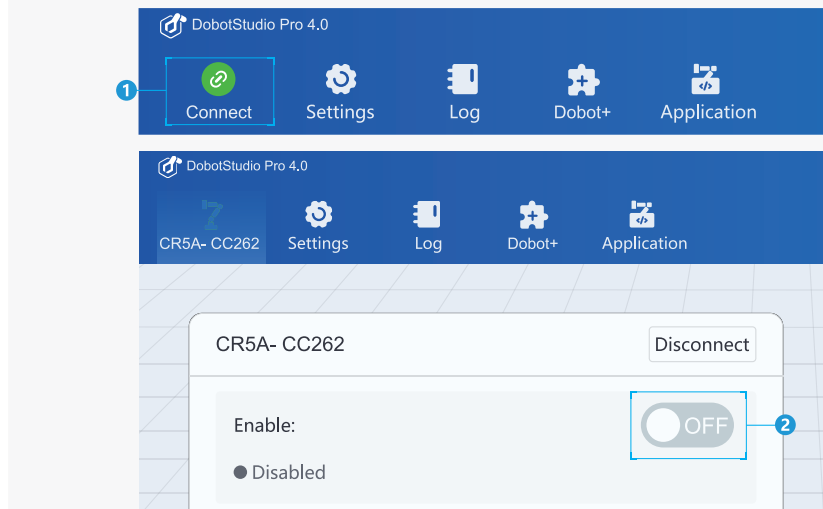 DobotStudio Pro 4.0
1
Connect
Settings
Log
Dobot+
Application
DobotStudio Pro 4.0
CR5A- CC262
Settings
Log
Dobot+
Application
CR5A- CC262
Disconnect
Enable:
OFF
2
Disabled